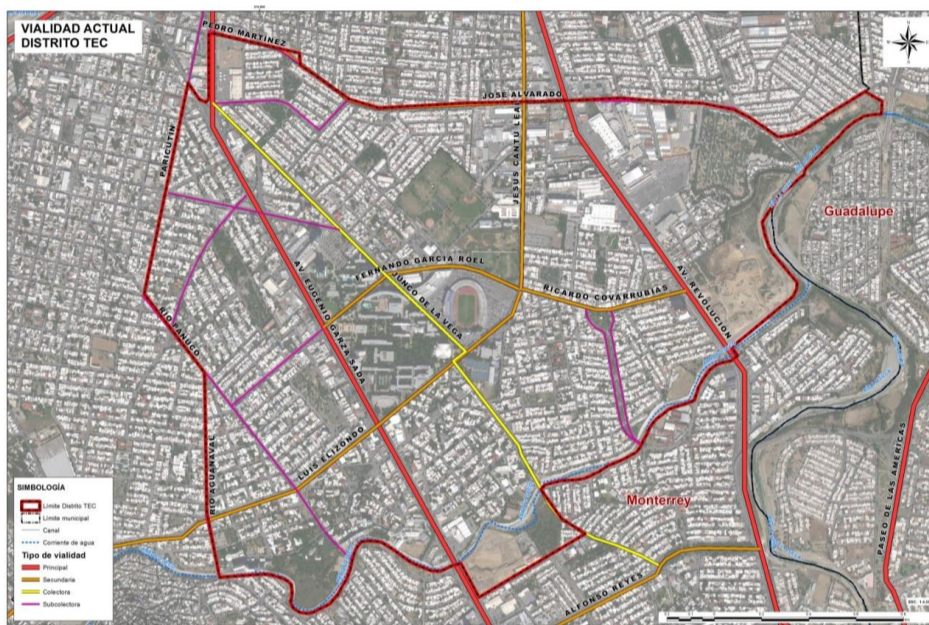 VIALIDAD ACTUAL
DISTRITO TEC
PEDRO MARTÍNEZ
JOSE ALVARADO
JESUS CANTU LEAL
PARICUTIN
Guadalupe
FERNANDO GARCIA ROEL
JUNCO DE LA VEGA
RICARDO COVARRUBIAS
AV. EUGENIO GARZA SADA
AV. REVOLUCION
RIO PANUCO
RIO AGUANAVAL
LUIS ELIZONDO
Monterrey
PASEO DE LAS AMERICAS
ALFONSO REYES
SIMBOLOGÍA
Límite Distrito TEC
Límite municipal
Canal
Corriente de agua
Tipo de vialidad
Principal
Secundaria
Colectora
Subcolectora